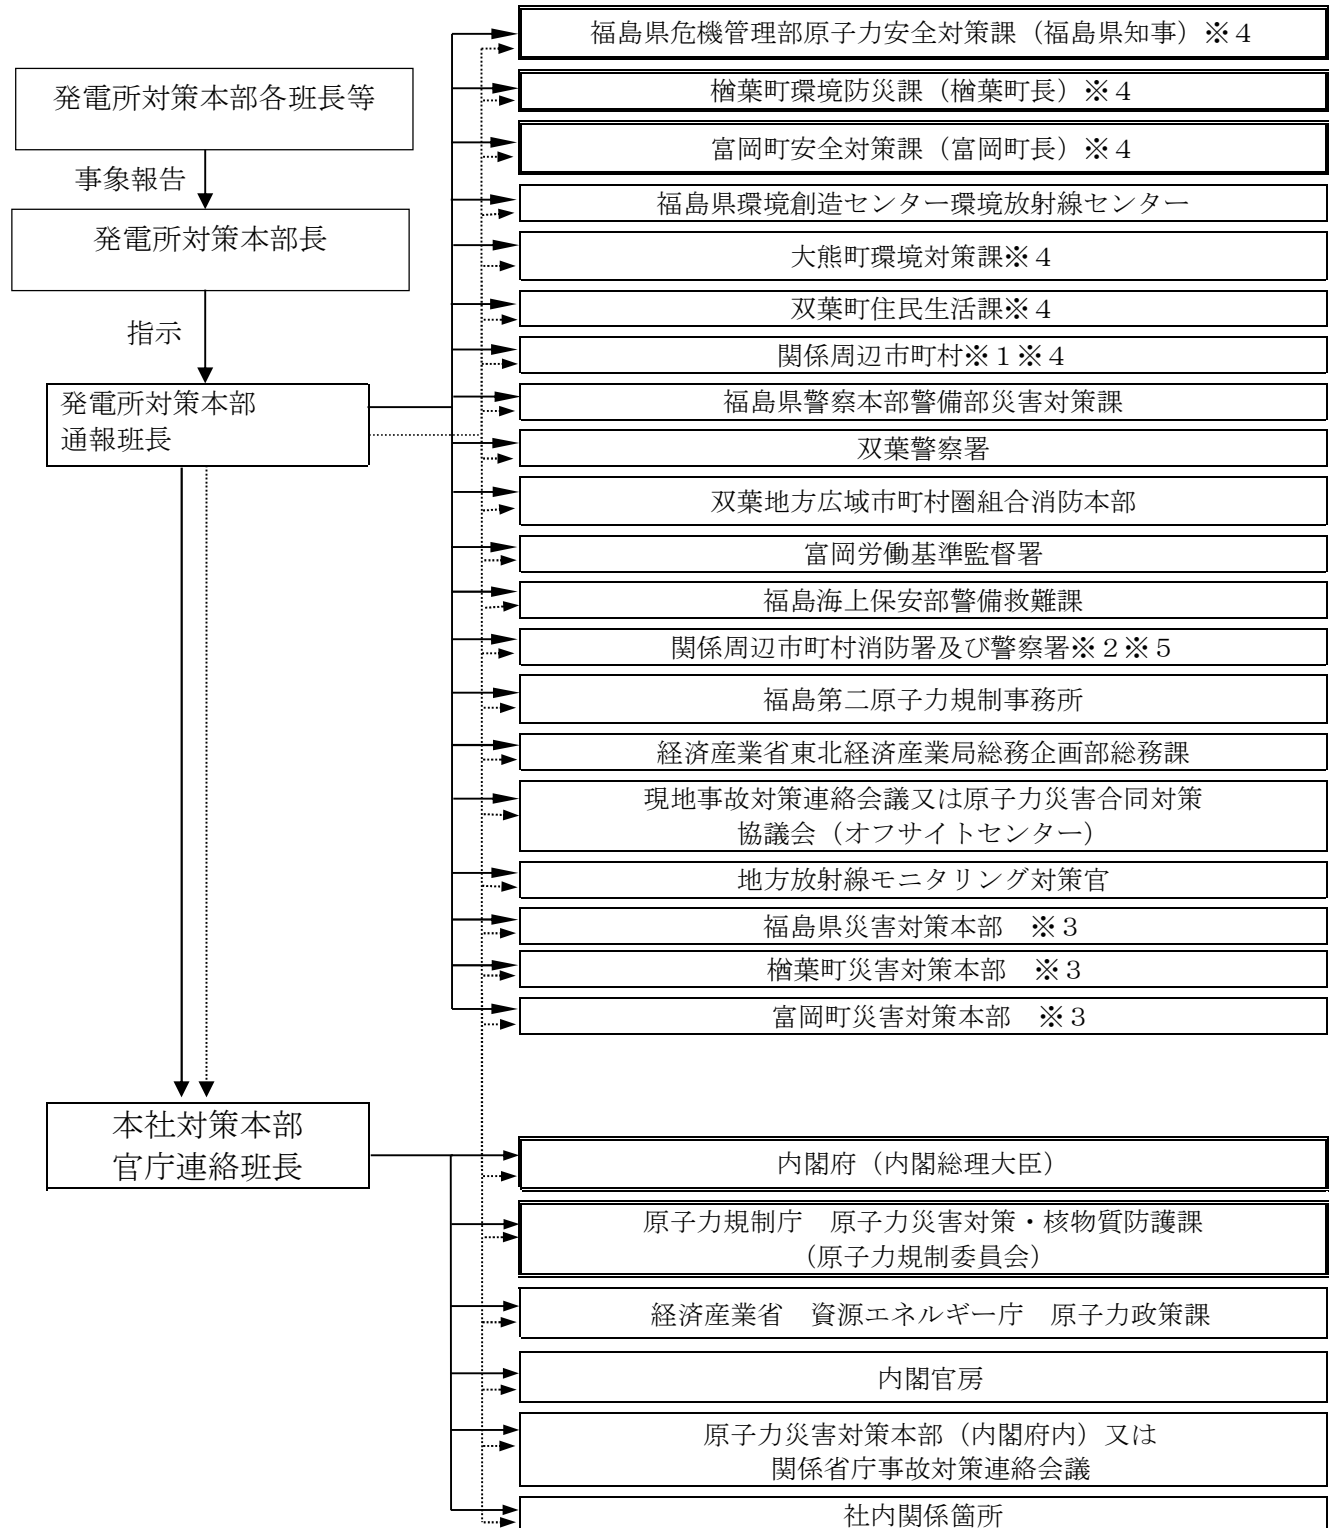 発電所対策本部各班長等
事象報告
発電所対策本部長
指示
発電所対策本部
通報班長
本社対策本部
官庁連絡班長
福島県危機管理部原子力安全対策課（福島県知事）※４
楢葉町環境防災課（楢葉町長）※４
富岡町安全対策課（富岡町長）※４
福島県環境創造センター環境放射線センター
大熊町環境対策課※４
双葉町住民生活課※４
関係周辺市町村※１※４
福島県警察本部警備部災害対策課
双葉警察署
双葉地方広域市町村圏組合消防本部
富岡労働基準監督署
福島海上保安部警備救難課
関係周辺市町村消防署及び警察署※２※５
福島第二原子力規制事務所
経済産業省東北経済産業局総務企画部総務課
現地事故対策連絡会議又は原子力災害合同対策
協議会（オフサイトセンター）
地方放射線モニタリング対策官
福島県災害対策本部　※３
楢葉町災害対策本部　※３
富岡町災害対策本部　※３
内閣府（内閣総理大臣）
原子力規制庁　原子力災害対策・核物質防護課
（原子力規制委員会）
経済産業省　資源エネルギー庁　原子力政策課
内閣官房
原子力災害対策本部（内閣府内）又は
関係省庁事故対策連絡会議
社内関係箇所